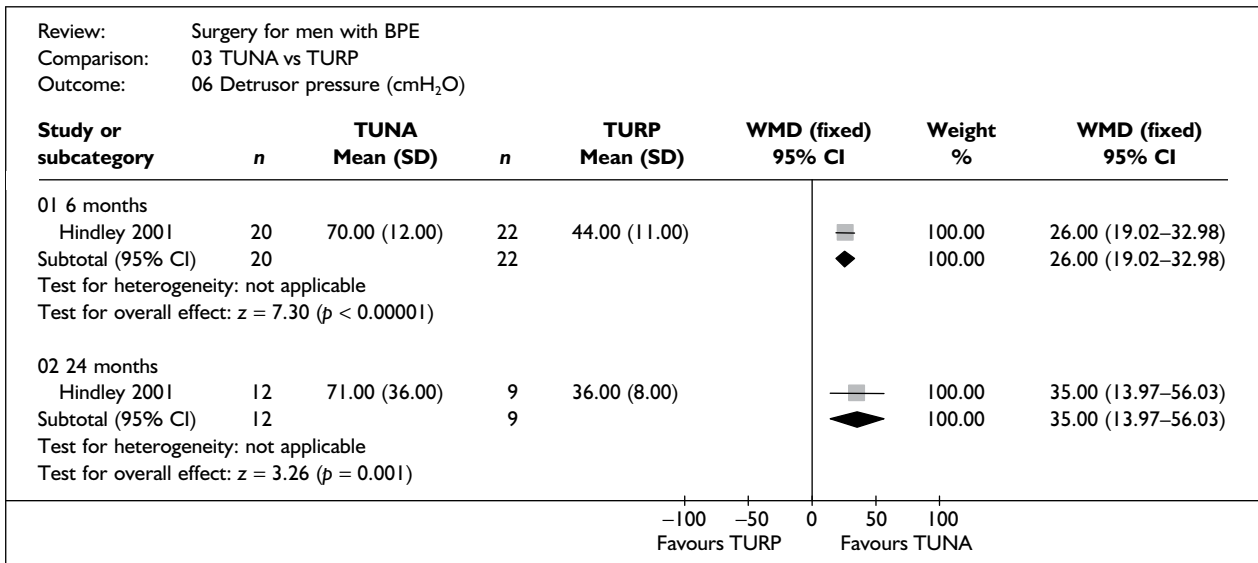 Review: Surgery for men with BPE
Comparison: 03 TUNA vs TURP
Outcome: 06 Detrusor pressure (cmH₂O)
Study or TUNA TURP WMD (fixed) Weight WMD (fixed)
subcategory n Mean (SD) n Mean (SD) 95% CI % 95% CI
01 6 months
Hindley 2001 20 70.00 (12.00) 22 44.00 (11.00) 100.00 26.00 (19.02–32.98)
Subtotal (95% CI) 20 22 100.00 26.00 (19.02–32.98)
Test for heterogeneity: not applicable
Test for overall effect: z = 7.30 (p < 0.00001)
02 24 months
Hindley 2001 12 71.00 (36.00) 9 36.00 (8.00) 100.00 35.00 (13.97–56.03)
Subtotal (95% CI) 12 9 100.00 35.00 (13.97–56.03)
Test for heterogeneity: not applicable
Test for overall effect: z = 3.26 (p = 0.001)
–100 –50 0 50 100
Favours TURP Favours TUNA